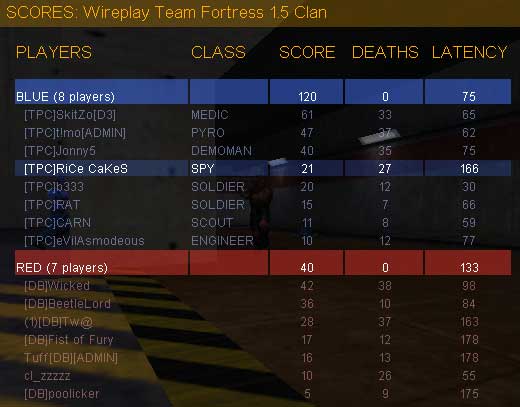 SCORES: Wireplay Team Fortress 1.5 Clan
PLAYERS CLASS SCORE DEATHS LATENCY
BLUE (8 players) 120 0 75
[TPC]SkitZo[D3] MEDIC 61 33 65
[TPC]t!mo[ADMIN] PYRO 47 37 62
[TPC]Jonny5 DEMOMAN 40 35 75
[TPC]RiCe CaKeS SPY 21 27 166
[TPC]b333 SOLDIER 20 12 30
[TPC]RAT SOLDIER 15 7 66
[TPC]CARN SCOUT 11 8 59
[TPC]eVilAsmodeous ENGINEER 10 12 77
RED (7 players) 40 0 133
[DB]Wicked 42 38 98
[DB]BeetleLord 36 10 84
(1)[DB]Tw@ 28 37 163
[DB]Fist of Fury 17 12 178
Tuff[DB][ADMIN] 16 13 178
cl_zzzzz 10 26 55
[DB]poolicker 5 9 175